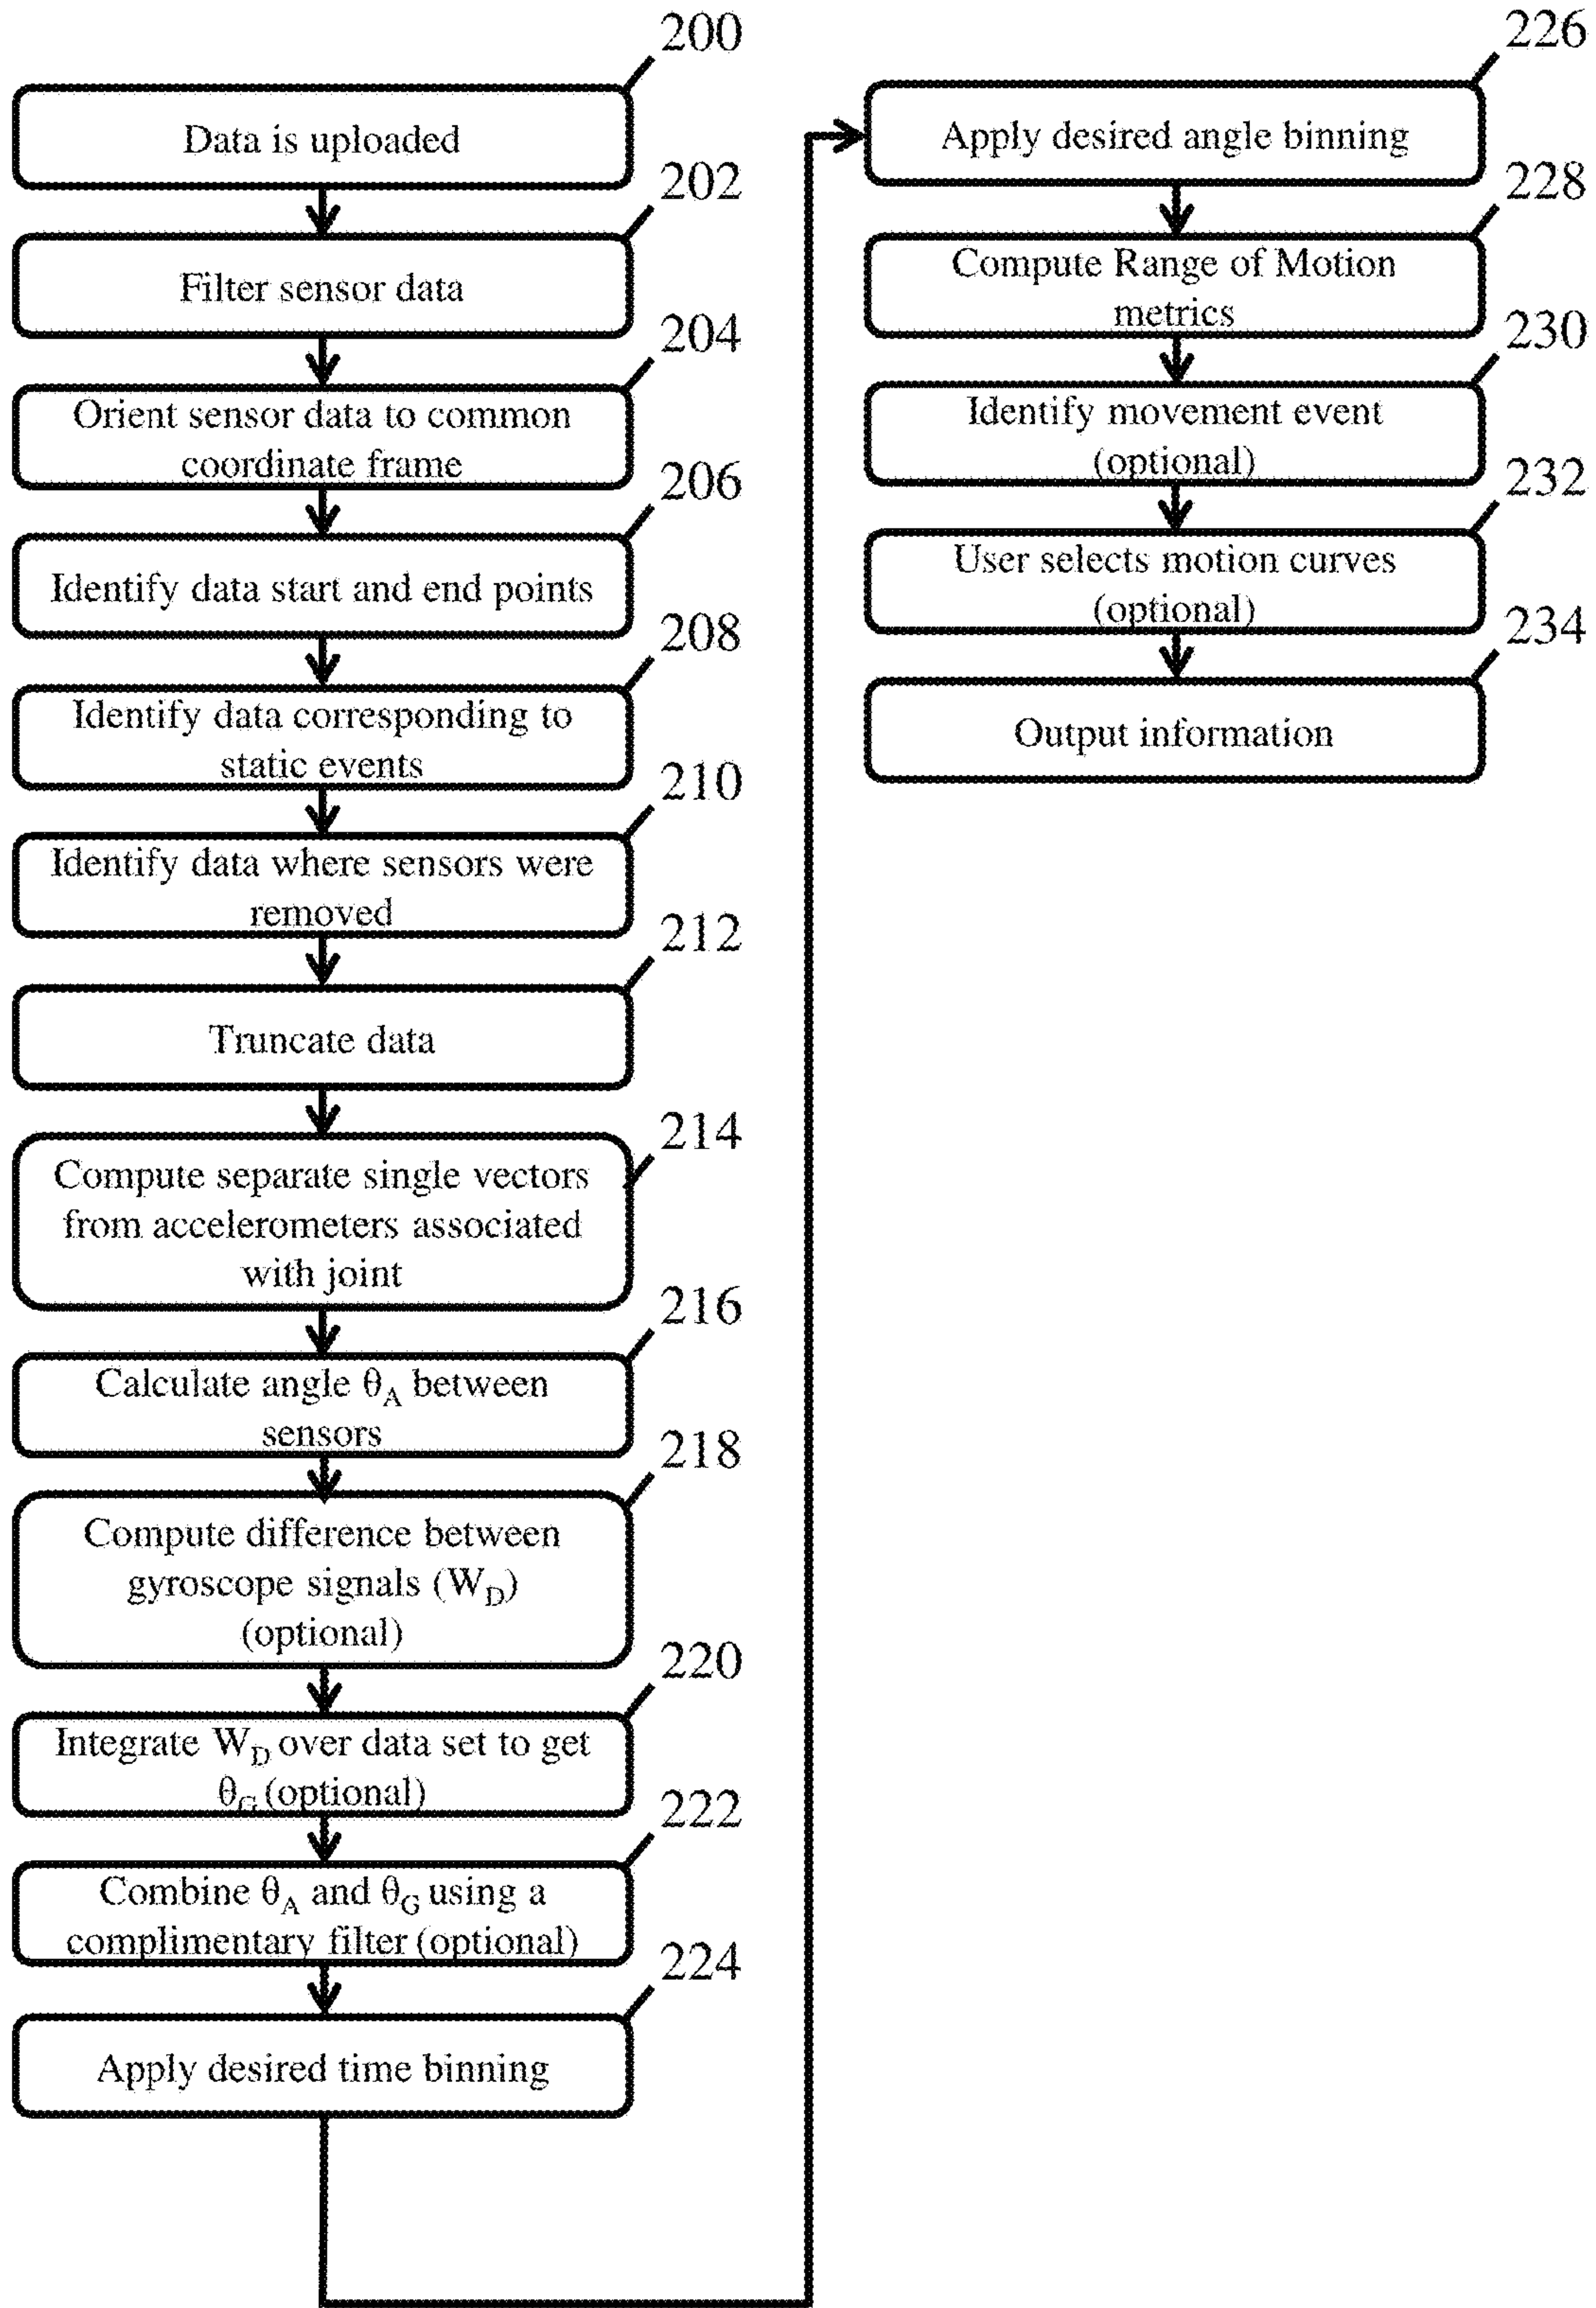 200
Data is uploaded
202
Filter sensor data
204
Orient sensor data to common
coordinate frame
206
Identify data start and end points
208
Identify data corresponding to
static events
210
Identify data where sensors were
removed
212
Truncate data
214
Compute separate single vectors
from accelerometers associated
with joint
216
Calculate angle θA between
sensors
218
Compute difference between
gyroscope signals (WD)
(optional)
220
Integrate WD over data set to get
θG (optional)
222
Combine θA and θG using a
complimentary filter (optional)
224
Apply desired time binning
226
Apply desired angle binning
228
Compute Range of Motion
metrics
230
Identify movement event
(optional)
232
User selects motion curves
(optional)
234
Output information